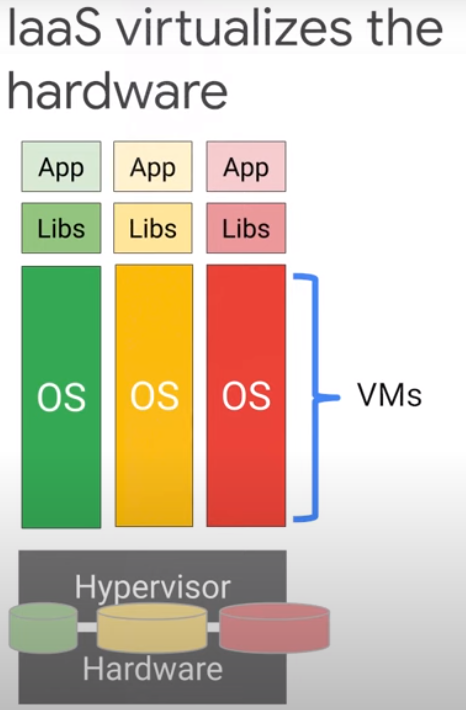 IaaS virtualizes the
hardware
App App App
Libs Libs Libs
OS OS OS
VMs
Hypervisor
Hardware